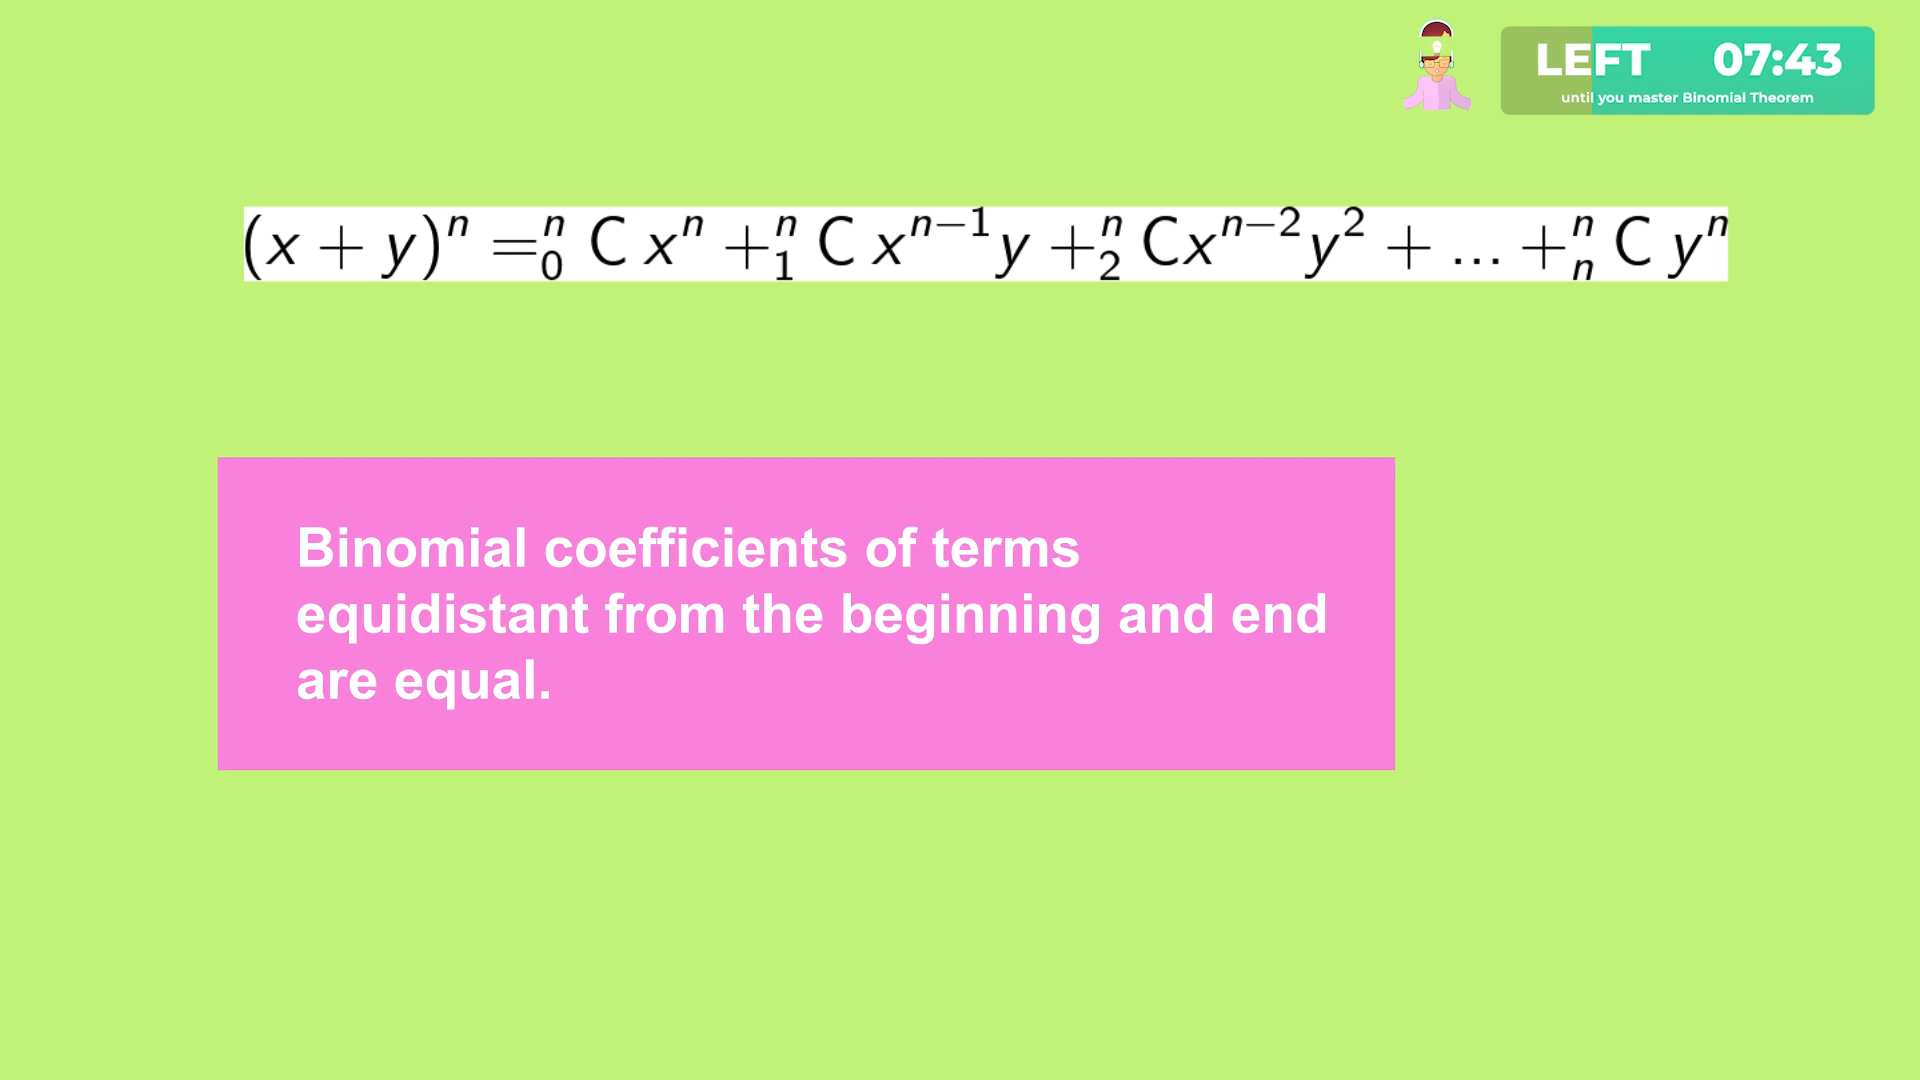 LEFT 07:43
until you master Binomial Theorem
(x + y)ⁿ =ⁿ₀ C xⁿ +ⁿ₁ C xⁿ⁻¹y +ⁿ₂ Cxⁿ⁻²y² + ... +ⁿₙ C yⁿ
Binomial coefficients of terms
equidistant from the beginning and end
are equal.